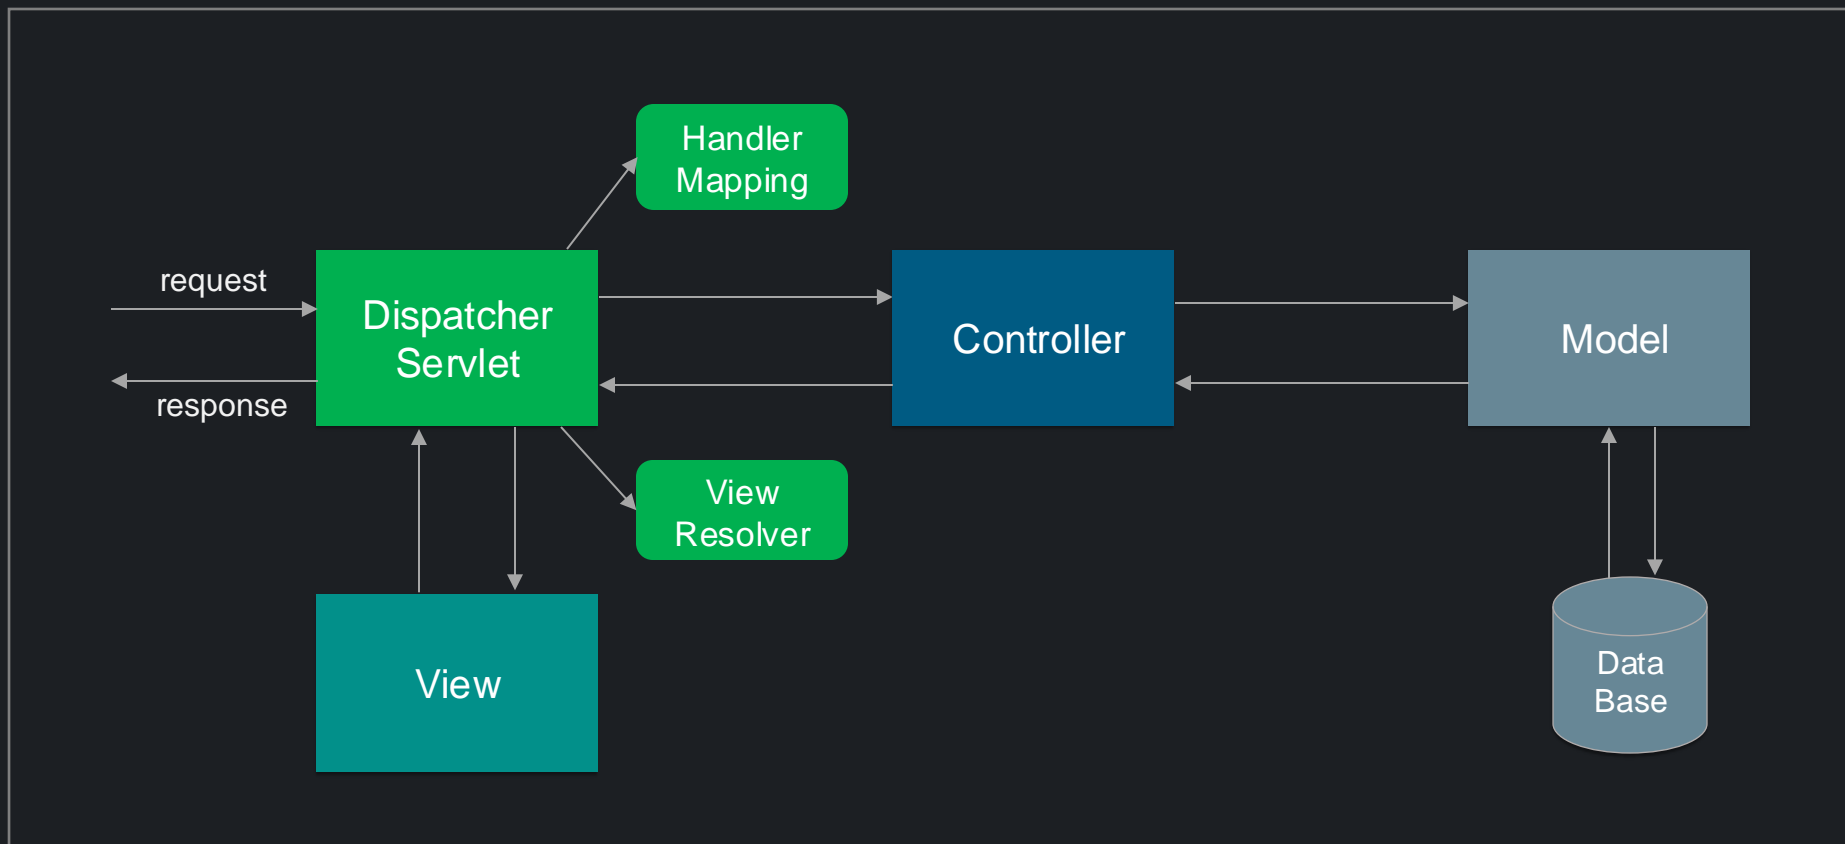 Handler
Mapping
request
Dispatcher
Servlet
response
Controller
Model
View
Resolver
View
Data
Base